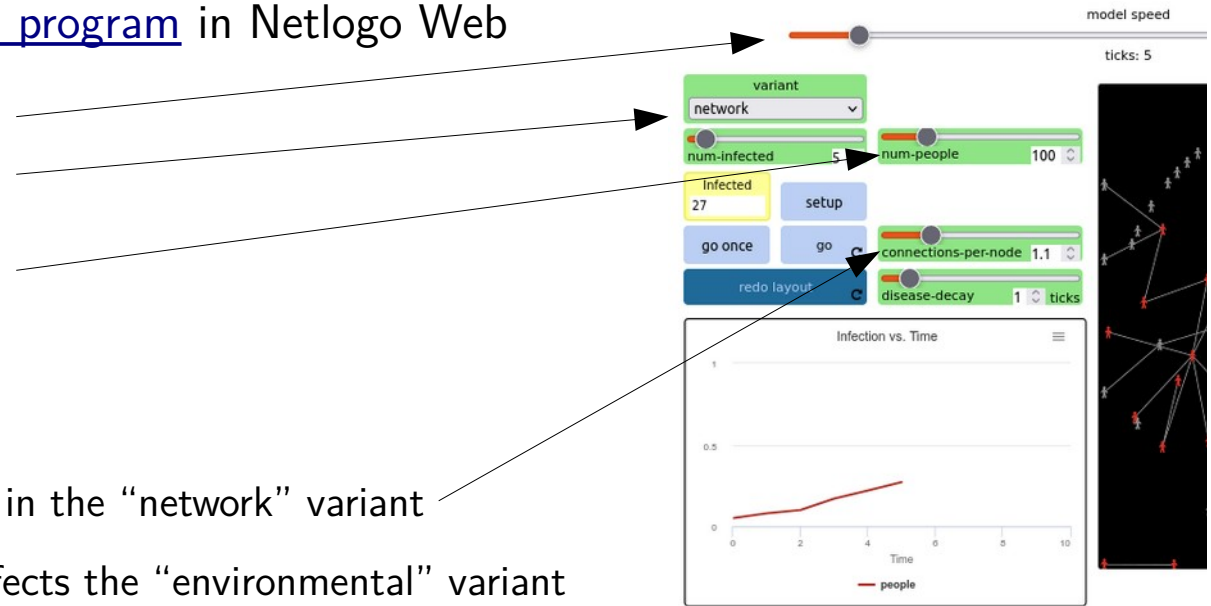 program in Netlogo Web
model speed
ticks: 5
variant
network
num-infected 5
num-people 100
Infected
27
setup
go once
go
connections-per-node 1.1
redo layout
disease-decay 1 ticks
Infection vs. Time
1
0.5
0
0 2 4 6 8 10
Time
people
in the “network” variant
fects the “environmental” variant